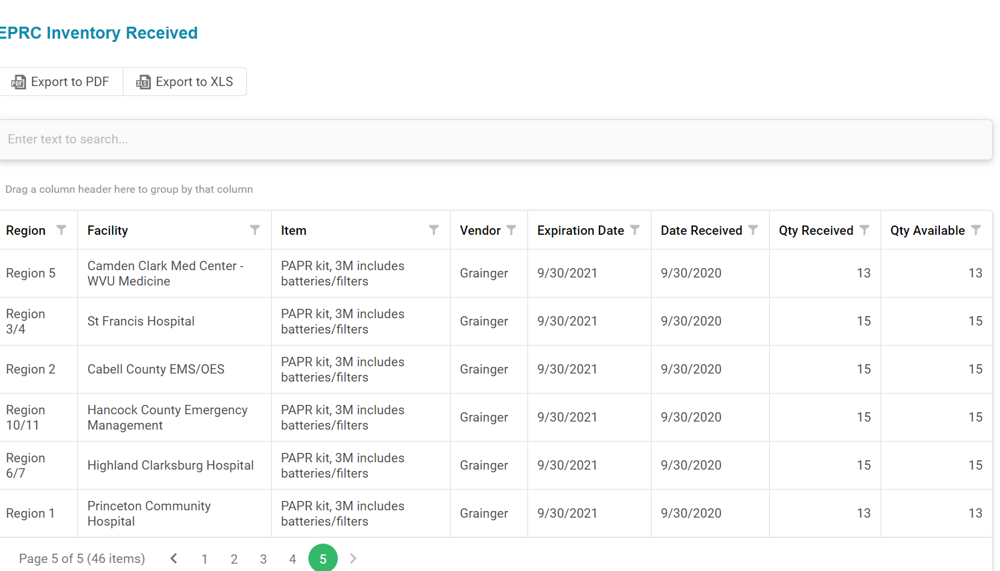 EPRC Inventory Received
Export to PDF Export to XLS
Enter text to search...
Drag a column header here to group by that column
Region Facility Item Vendor Expiration Date Date Received Qty Received Qty Available
Region 5 Camden Clark Med Center - WVU Medicine PAPR kit, 3M includes batteries/filters Grainger 9/30/2021 9/30/2020 13 13
Region 3/4 St Francis Hospital PAPR kit, 3M includes batteries/filters Grainger 9/30/2021 9/30/2020 15 15
Region 2 Cabell County EMS/OES PAPR kit, 3M includes batteries/filters Grainger 9/30/2021 9/30/2020 15 15
Region 10/11 Hancock County Emergency Management PAPR kit, 3M includes batteries/filters Grainger 9/30/2021 9/30/2020 15 15
Region 6/7 Highland Clarksburg Hospital PAPR kit, 3M includes batteries/filters Grainger 9/30/2021 9/30/2020 15 15
Region 1 Princeton Community Hospital PAPR kit, 3M includes batteries/filters Grainger 9/30/2021 9/30/2020 13 13
Page 5 of 5 (46 items) 1 2 3 4 5